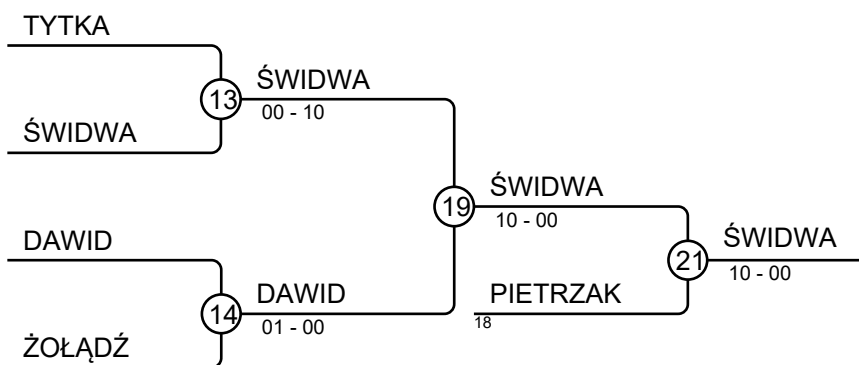 TYTKA
13
ŚWIDWA
00 - 10
ŚWIDWA
19
ŚWIDWA
10 - 00
DAWID
14
DAWID
01 - 00
ŻOŁĄDŹ
PIETRZAK
18
21
ŚWIDWA
10 - 00